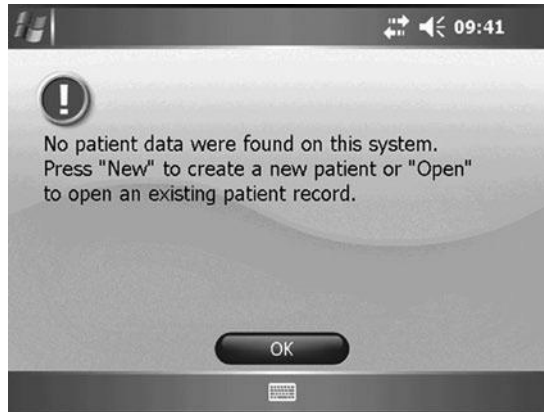 09:41
No patient data were found on this system.
Press "New" to create a new patient or "Open"
to open an existing patient record.
OK